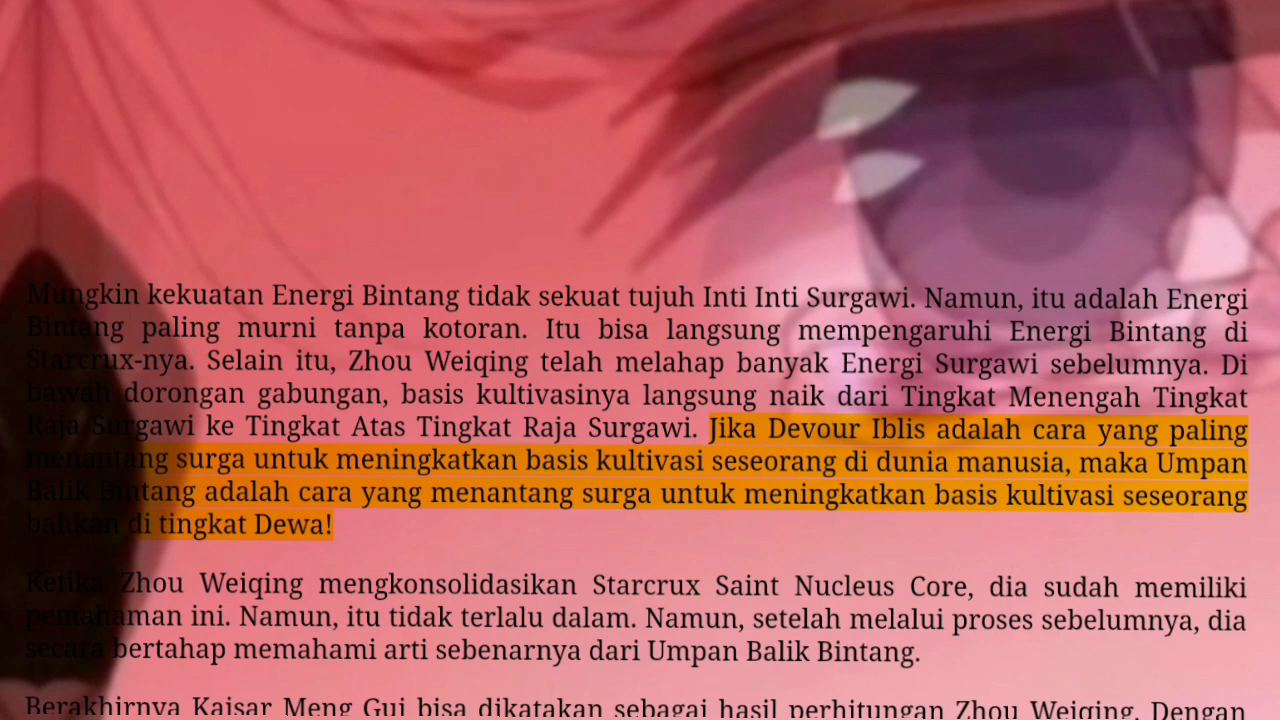 Mungkin kekuatan Energi Bintang tidak sekuat tujuh Inti Inti Surgawi. Namun, itu adalah Energi
Bintang paling murni tanpa kotoran. Itu bisa langsung mempengaruhi Energi Bintang di
Starcrux-nya. Selain itu, Zhou Weiqing telah melahap banyak Energi Surgawi sebelumnya. Di
bawah dorongan gabungan, basis kultivasinya langsung naik dari Tingkat Menengah Tingkat
Raja Surgawi ke Tingkat Atas Tingkat Raja Surgawi. Jika Devour Iblis adalah cara yang paling
menantang surga untuk meningkatkan basis kultivasi seseorang di dunia manusia, maka Umpan
Balik Bintang adalah cara yang menantang surga untuk meningkatkan basis kultivasi seseorang
bahkan di tingkat Dewa!
Ketika Zhou Weiqing mengkonsolidasikan Starcrux Saint Nucleus Core, dia sudah memiliki
pemahaman ini. Namun, itu tidak terlalu dalam. Namun, setelah melalui proses sebelumnya, dia
secara bertahap memahami arti sebenarnya dari Umpan Balik Bintang.
Berakhirnya Kaisar Meng Gui bisa dikatakan sebagai hasil perhitungan Zhou Weiqing. Dengan